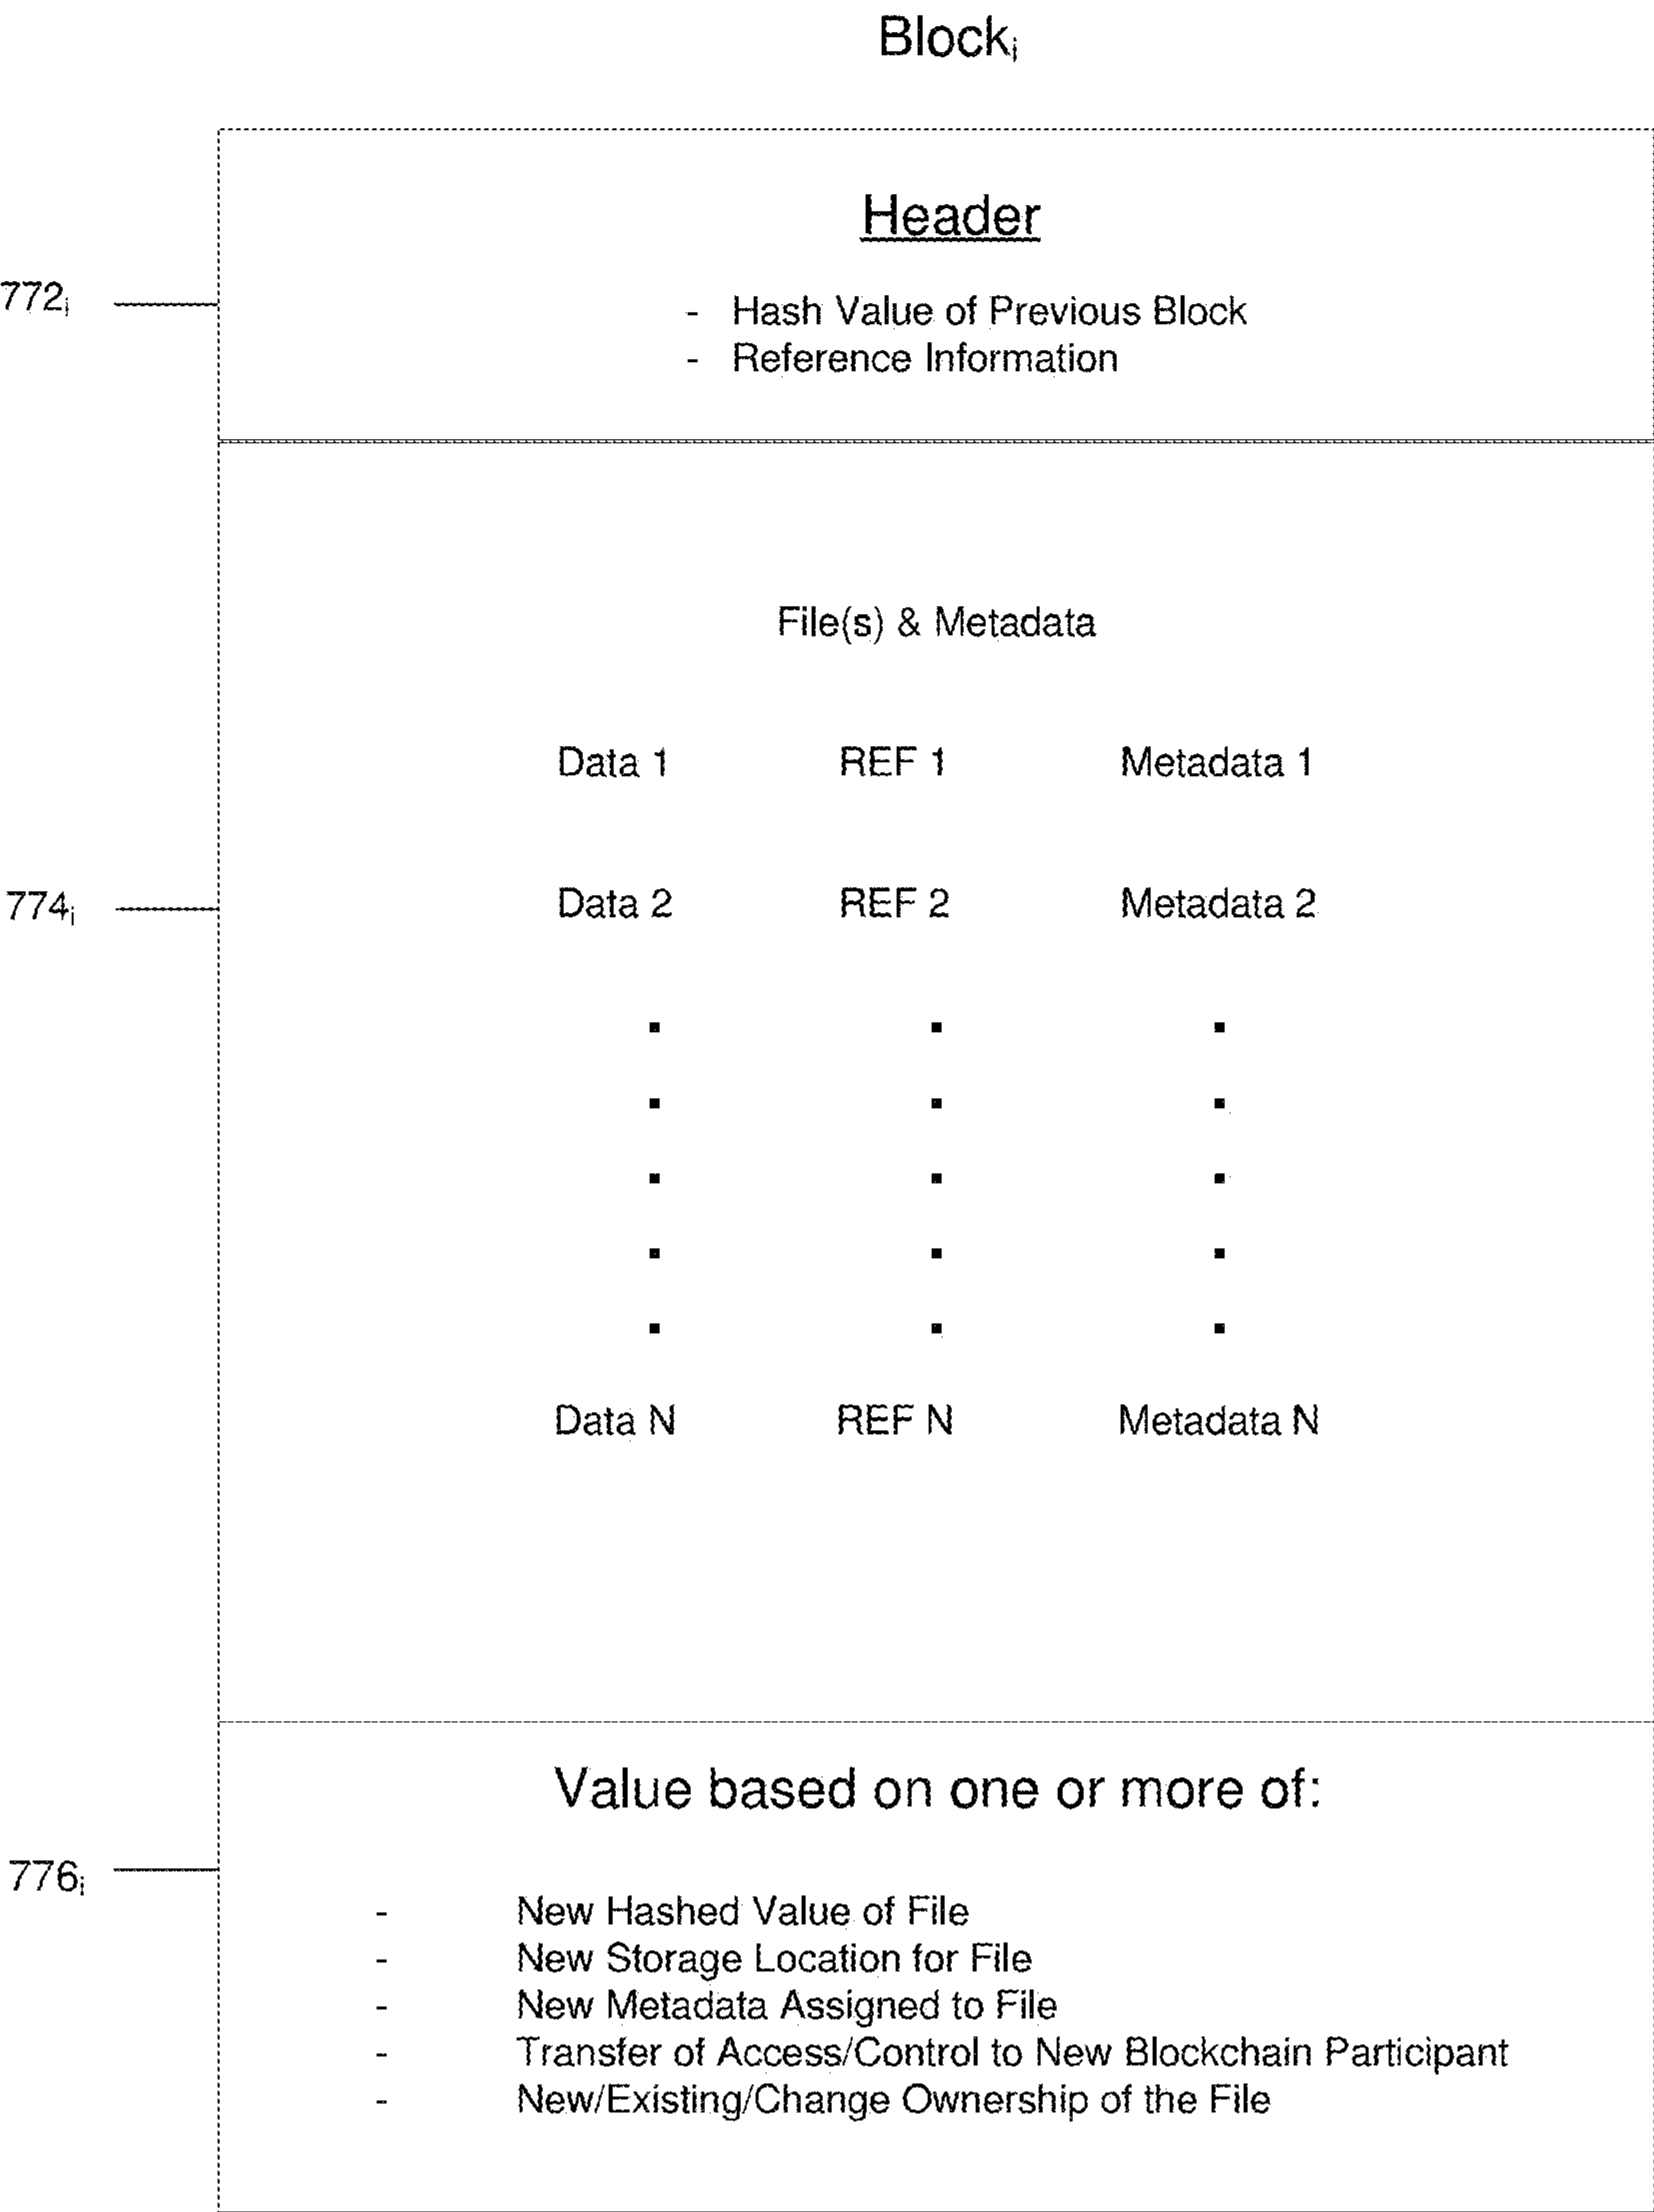 Blockᵢ
Header
772ᵢ
- Hash Value of Previous Block
- Reference Information
File(s) & Metadata
Data 1 REF 1 Metadata 1
774ᵢ
Data 2 REF 2 Metadata 2
Data N REF N Metadata N
Value based on one or more of:
776ᵢ
- New Hashed Value of File
- New Storage Location for File
- New Metadata Assigned to File
- Transfer of Access/Control to New Blockchain Participant
- New/Existing/Change Ownership of the File